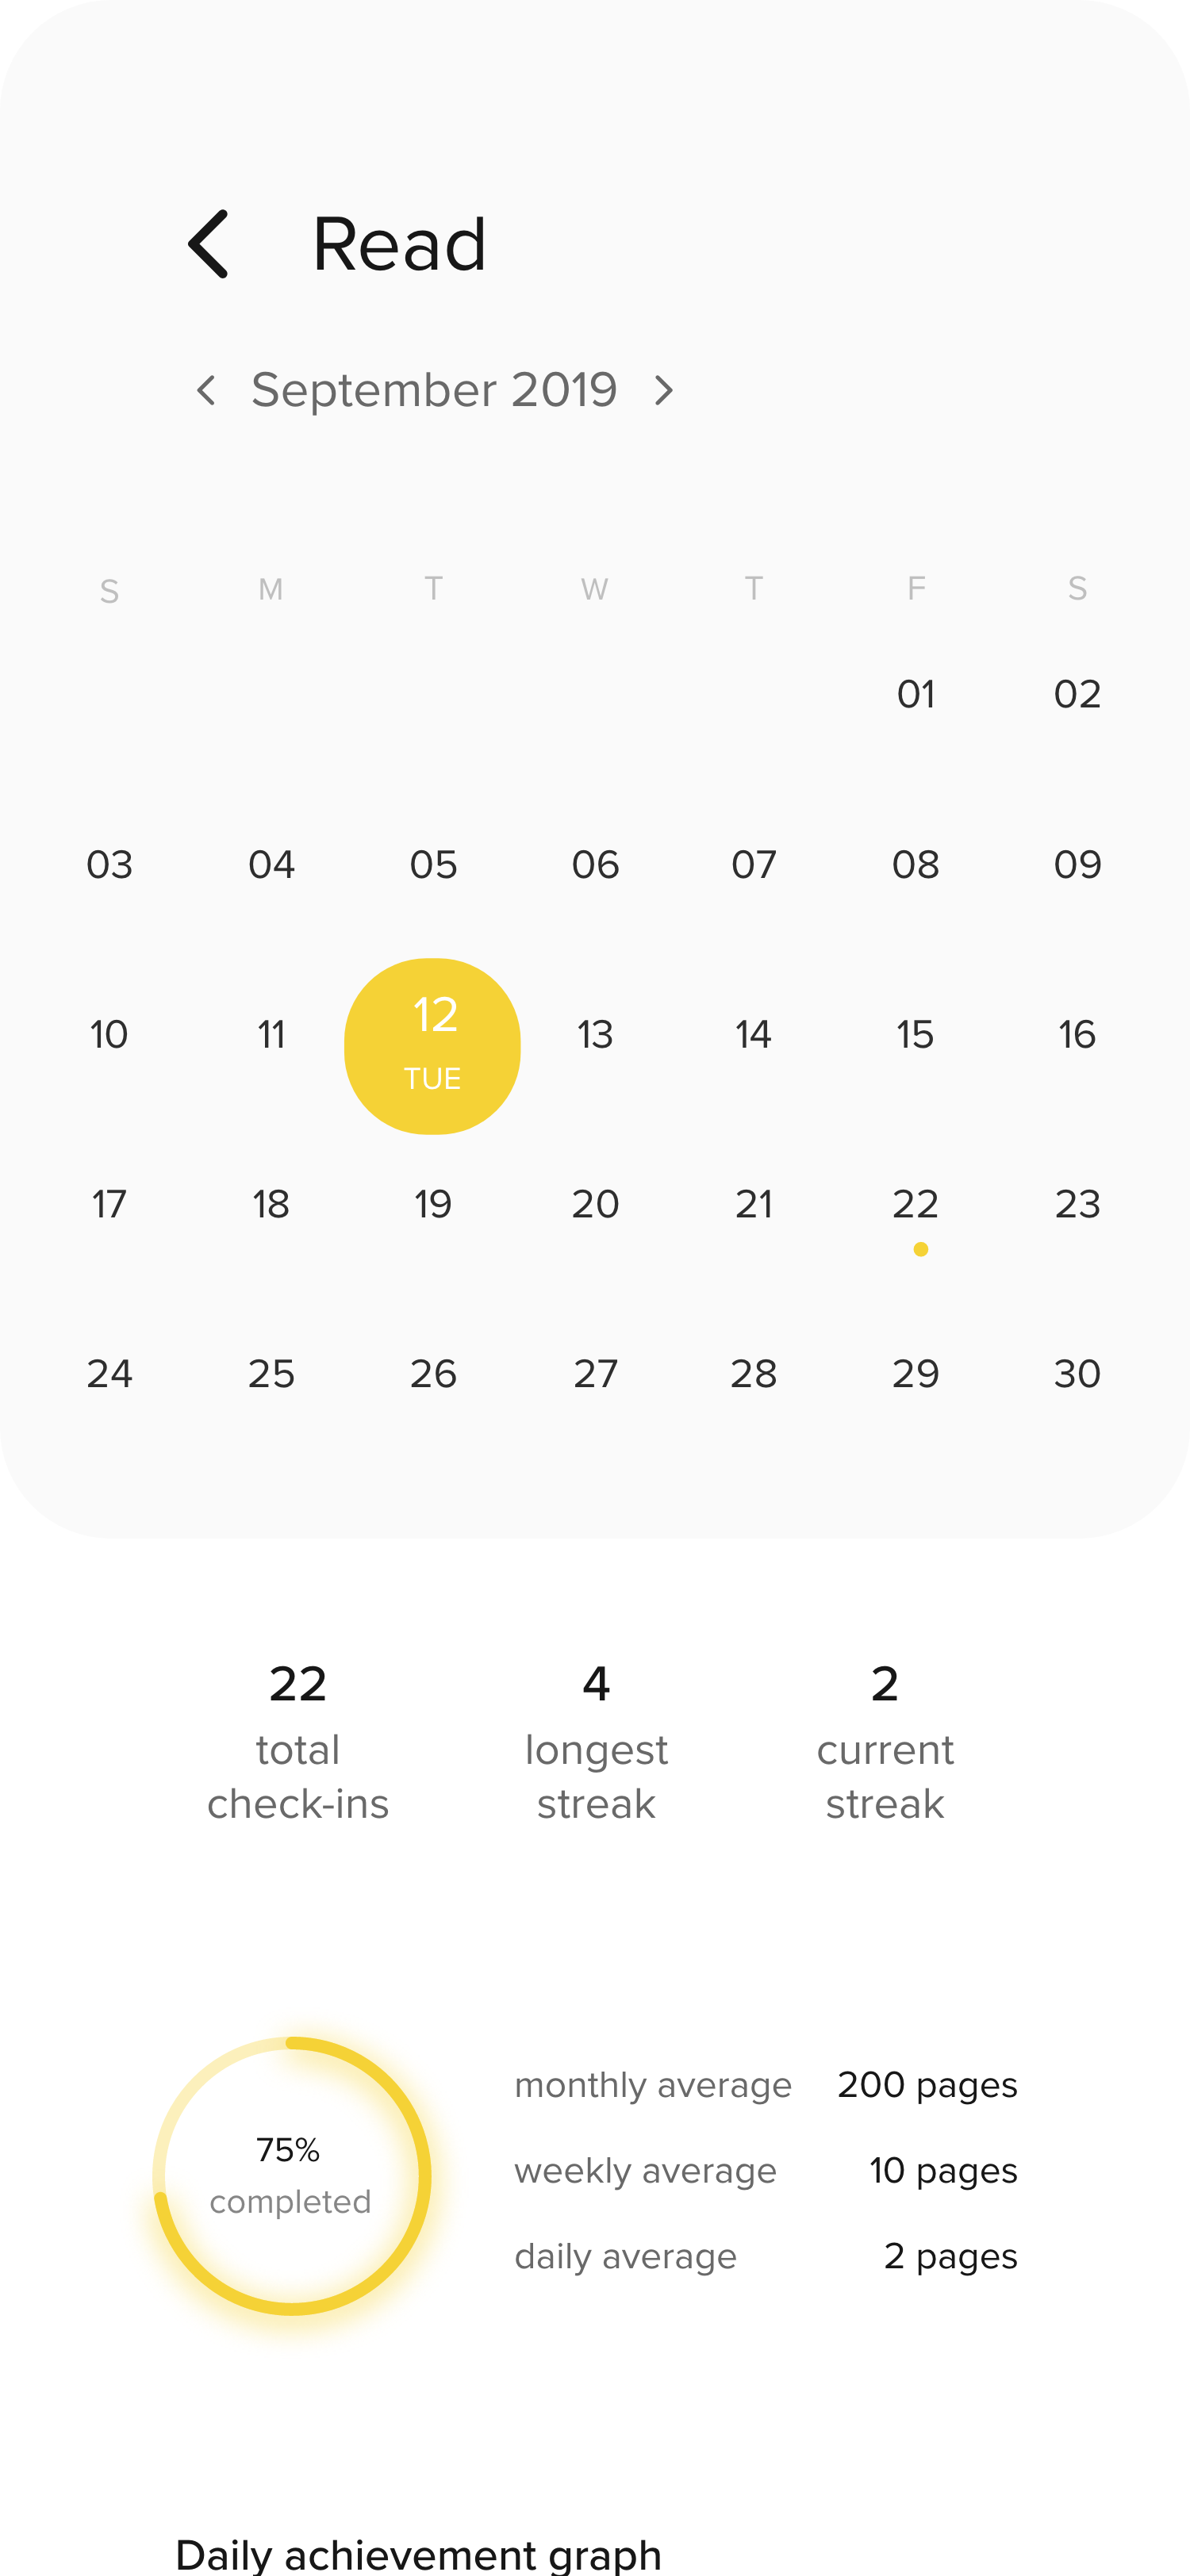 Read
September 2019
S M T W T F S
01 02
03 04 05 06 07 08 09
10 11 12 13 14 15 16
TUE
17 18 19 20 21 22 23
24 25 26 27 28 29 30
22 4 2
total longest current
check-ins streak streak
monthly average 200 pages
75%
weekly average 10 pages
completed
daily average 2 pages
Daily achievement graph